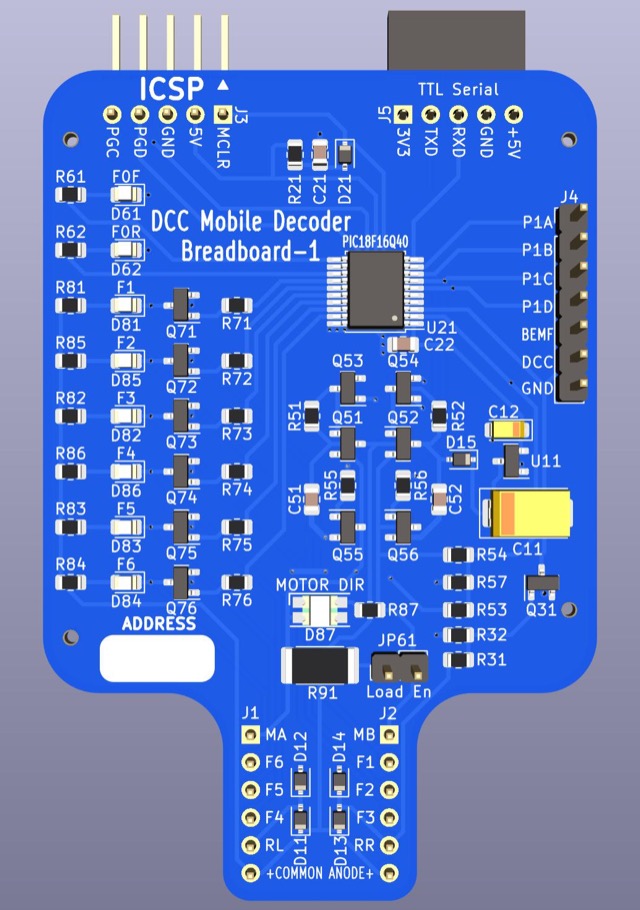 ICSP
TTL Serial
PGC
PGD
GND
5V
MCLR
J3
J5
3V3
TXD
RXD
GND
+5V
R21
C21
D21
R61
F0F
D61
R62
F0R
D62
DCC Mobile Decoder
Breadboard-1
PIC18F16Q40
U21
C22
J4
P1A
P1B
P1C
P1D
BEMF
DCC
GND
R81
F1
D81
Q71
R71
R85
F2
D85
Q72
R72
R82
F3
D82
Q73
R73
R86
F4
D86
Q74
R74
R83
F5
D83
Q75
R75
R84
F6
D84
Q76
R76
Q53
Q54
R51
Q51
Q52
R52
C12
D15
U11
C51
R55
R56
C52
Q55
Q56
C11
R54
R57
R53
R32
R31
Q31
MOTOR DIR
D87
R87
ADDRESS
R91
JP61
Load En
J1
J2
MA
D12
D14
MB
F6
F1
F5
F2
F4
D11
D13
F3
RL
RR
+COMMON ANODE+